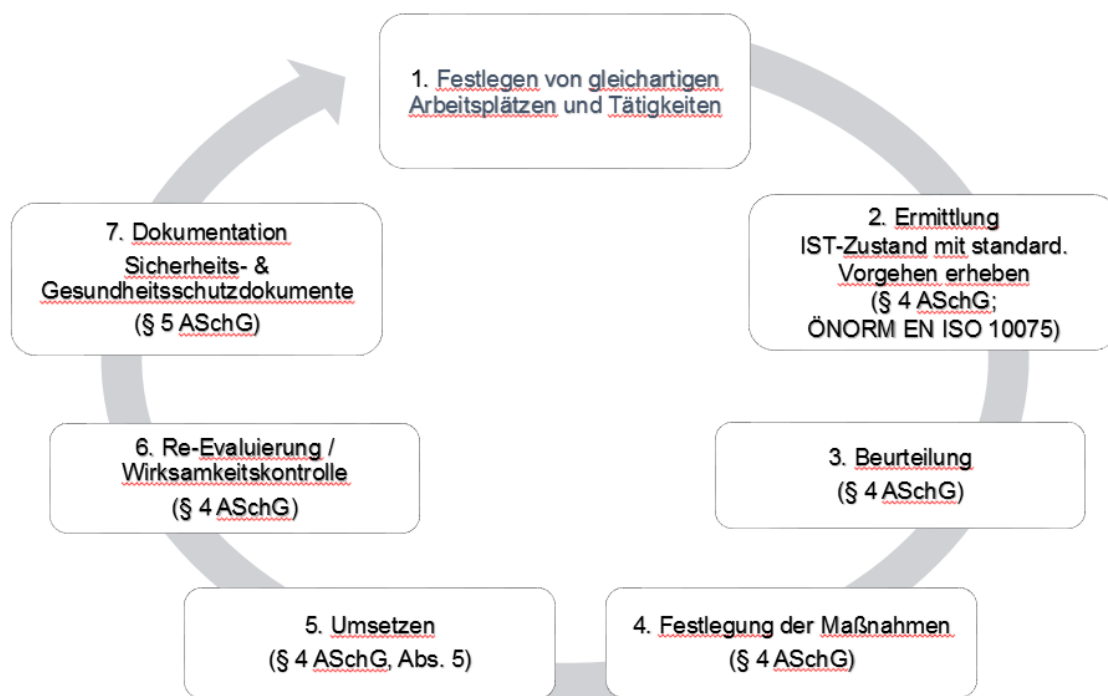 1. Festlegen von gleichartigen
Arbeitsplätzen und Tätigkeiten
2. Ermittlung
IST-Zustand mit standard.
Vorgehen erheben
(§ 4 ASchG;
ÖNORM EN ISO 10075)
3. Beurteilung
(§ 4 ASchG)
4. Festlegung der Maßnahmen
(§ 4 ASchG)
5. Umsetzen
(§ 4 ASchG, Abs. 5)
6. Re-Evaluierung /
Wirksamkeitskontrolle
(§ 4 ASchG)
7. Dokumentation
Sicherheits- &
Gesundheitsschutzdokumente
(§ 5 ASchG)